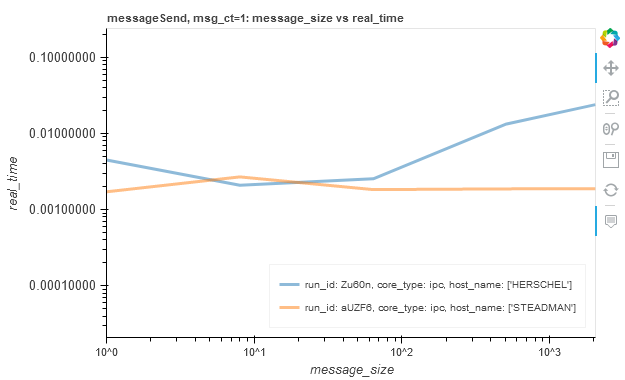 messageSend, msg_ct=1: message_size vs real_time
0.10000000
0.01000000
0.00100000
0.00010000
real_time
run_id: Zu60n, core_type: ipc, host_name: ['HERSCHEL']
run_id: aUZF6, core_type: ipc, host_name: ['STEADMAN']
10^0
10^1
10^2
10^3
message_size